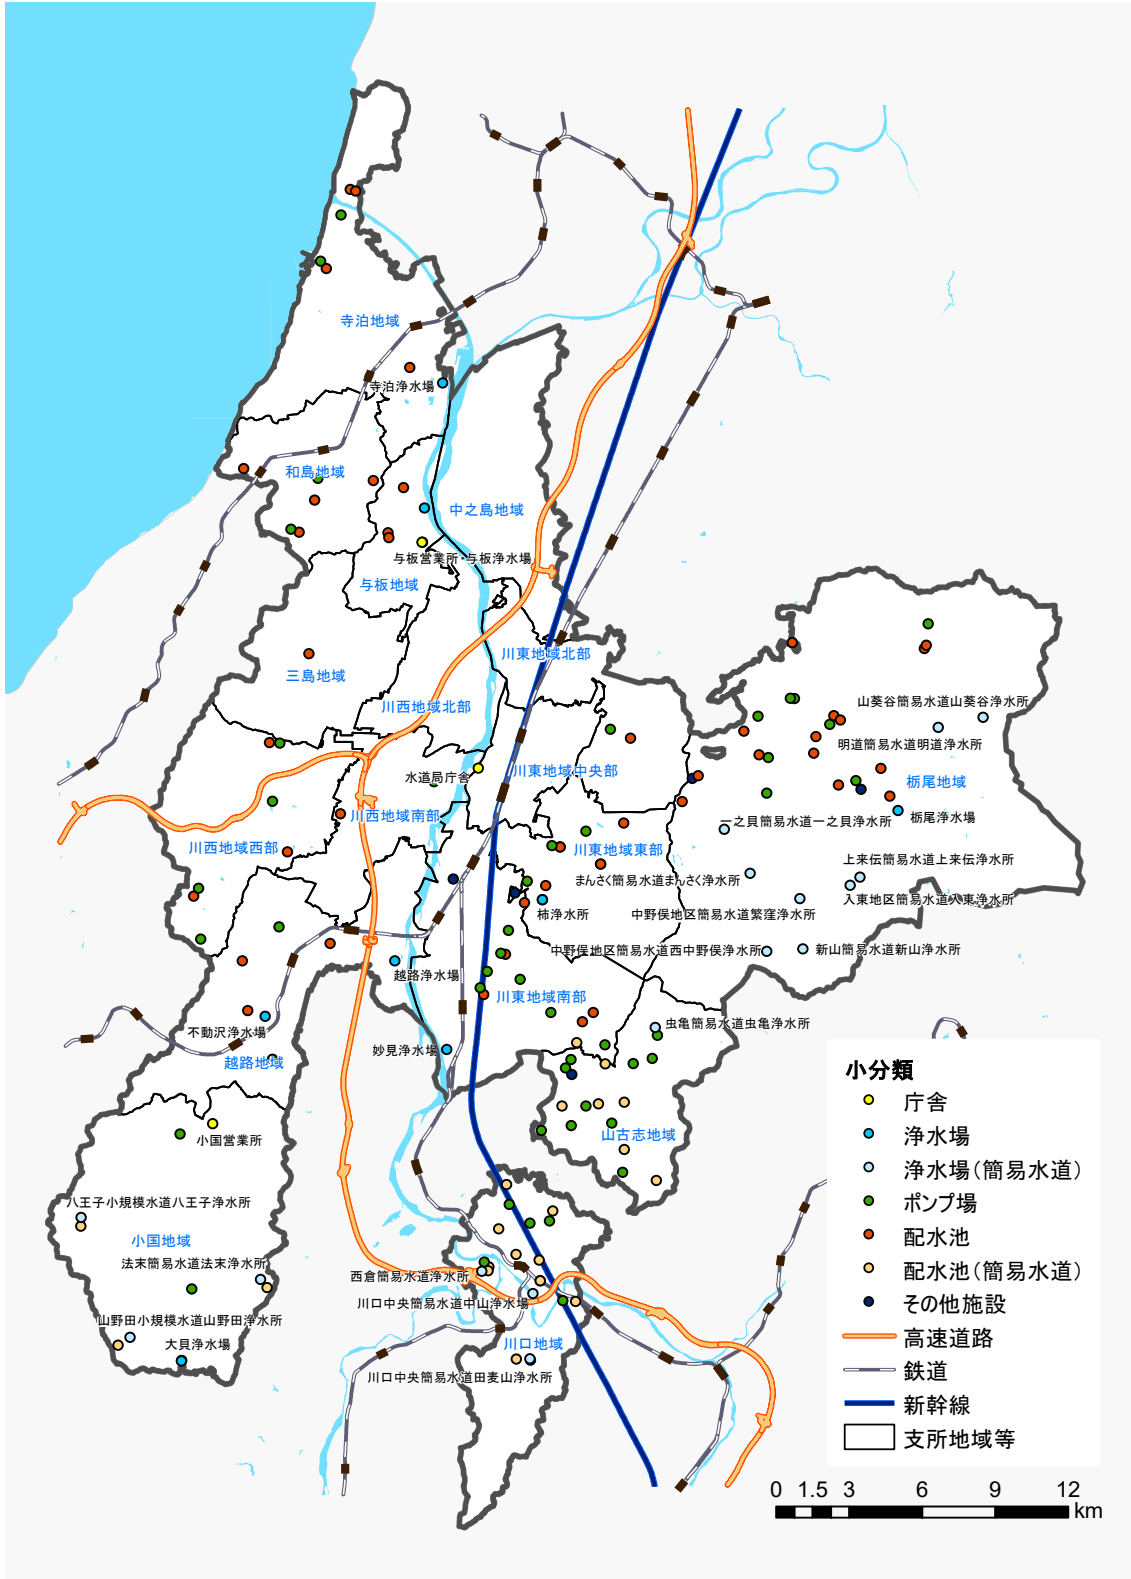 寺泊地域
寺泊浄水場
和島地域
中之島地域
与板営業所・与板浄水場
与板地域
川東地域北部
三島地域
川西地域北部
山葵谷簡易水道山葵谷浄水所
明道簡易水道明道浄水所
水道局庁舎
川東地域中央部
栃尾地域
栃尾浄水場
川西地域南部
一之貝簡易水道一之貝浄水所
川西地域西部
川東地域東部
上来伝簡易水道上来伝浄水所
まんさく簡易水道まんさく浄水所
入東地区簡易水道入東浄水所
柿浄水所
中野俣地区簡易水道繁窪浄水所
中野俣地区簡易水道西中野俣浄水所
新山簡易水道新山浄水所
越路浄水場
川東地域南部
不動沢浄水場
虫亀簡易水道虫亀浄水所
妙見浄水場
越路地域
小国営業所
山古志地域
八王子小規模水道八王子浄水所
小国地域
法末簡易水道法末浄水所
西倉簡易水道浄水所
川口中央簡易水道中山浄水場
山野田小規模水道山野田浄水所
大貝浄水場
川口地域
川口中央簡易水道田麦山浄水所
小分類
庁舎
浄水場
浄水場(簡易水道)
ポンプ場
配水池
配水池(簡易水道)
その他施設
高速道路
鉄道
新幹線
支所地域等
0 1.5 3 6 9 12
km